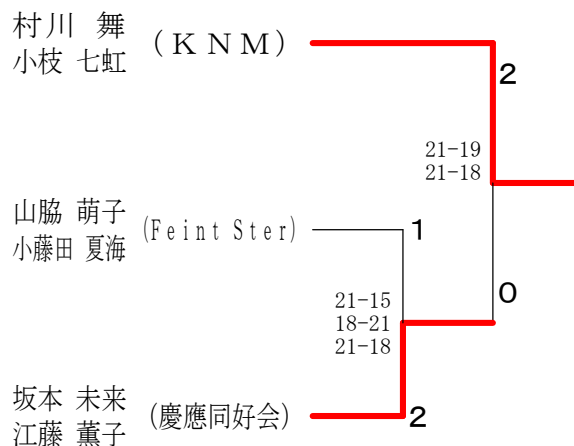 村川 舞
小枝 七虹
(ＫＮＭ)
2
21-19
21-18
山脇 萌子
小藤田 夏海
(Feint Ster)
1
0
21-15
18-21
21-18
坂本 未来
江藤 薫子
(慶應同好会)
2